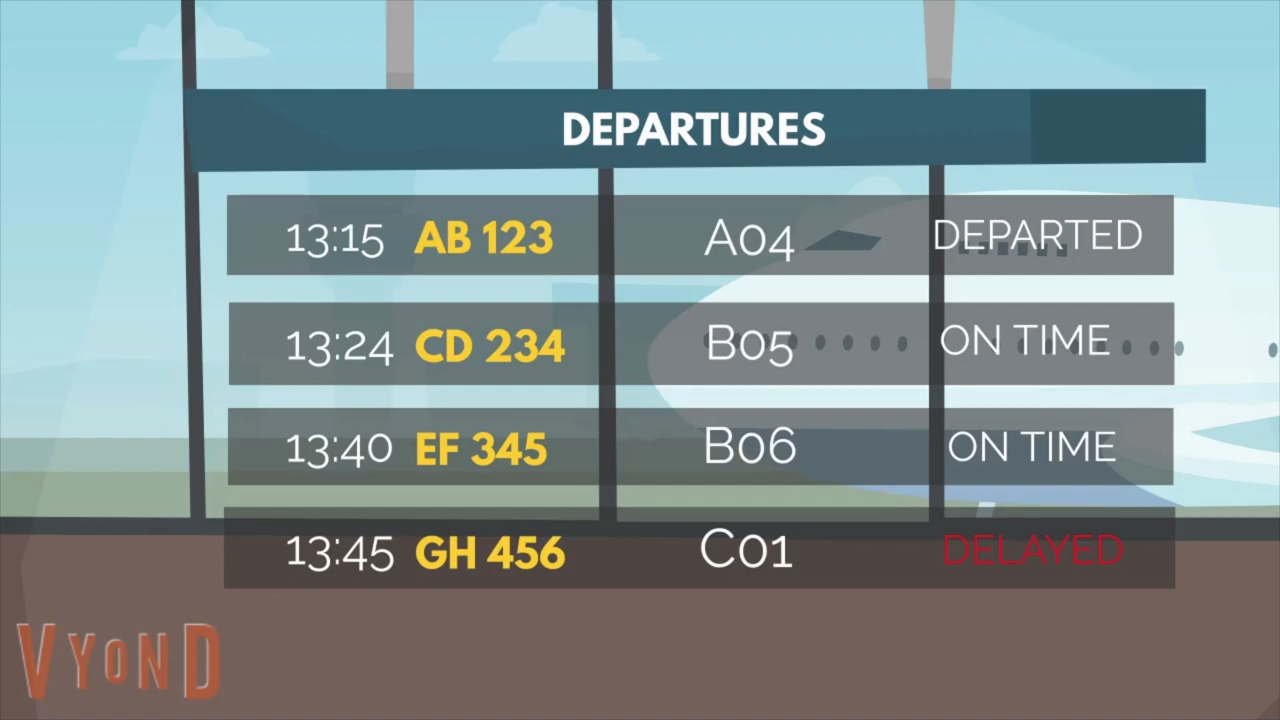 DEPARTURES
13:15 AB 123 A04 DEPARTED
13:24 CD 234 B05 ON TIME
13:40 EF 345 B06 ON TIME
13:45 GH 456 C01 DELAYED
VYOND